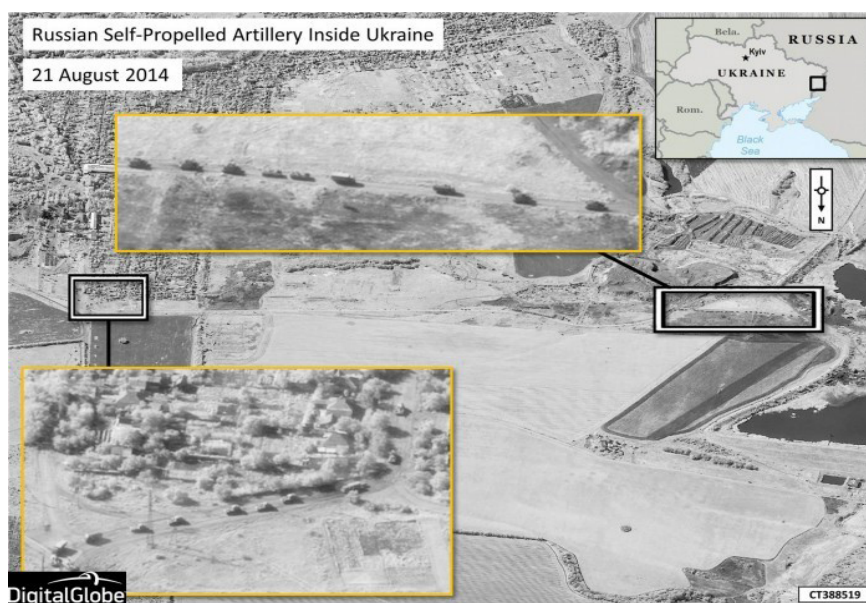 Russian Self-Propelled Artillery Inside Ukraine
21 August 2014
Bela.
RUSSIA
Kyiv
UKRAINE
Rom.
Black
Sea
N
DigitalGlobe
CT388519